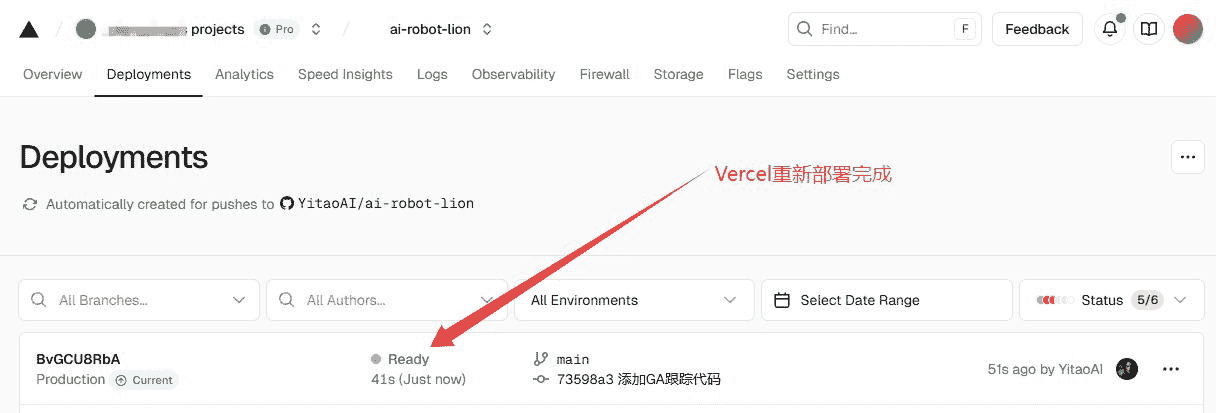 projects Pro ai-robot-lion Find... F Feedback
Overview Deployments Analytics Speed Insights Logs Observability Firewall Storage Flags Settings
Deployments
Vercel重新部署完成
Automatically created for pushes to YitaoAI/ai-robot-lion
All Branches... All Authors... All Environments Select Date Range Status 5/6
BvGCU8RbA Ready main
Production Current 41s (Just now) 73598a3 添加GA跟踪代码 51s ago by YitaoAI